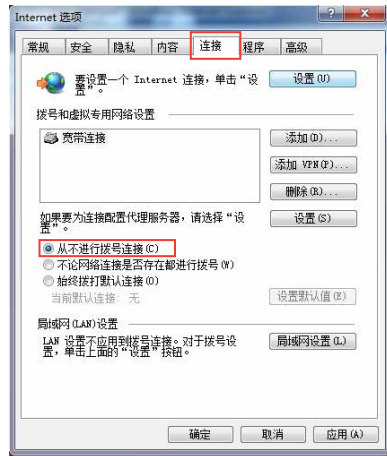 Internet 选项
常规 安全 隐私 内容 连接 程序 高级
要设置一个 Internet 连接，单击“设
置”。
设置(U)
拨号和虚拟专用网络设置
宽带连接
添加(D)...
添加 VPN(P)...
删除(R)...
如果要为连接配置代理服务器，请选择“设
置”。
设置(S)
从不进行拨号连接(C)
不论网络连接是否存在都进行拨号(W)
始终拨打默认连接(O)
当前默认连接: 无
设置默认值(E)
局域网(LAN)设置
LAN 设置不应用到拨号连接。对于拨号设
置，单击上面的“设置”按钮。
局域网设置(L)
确定 取消 应用(A)